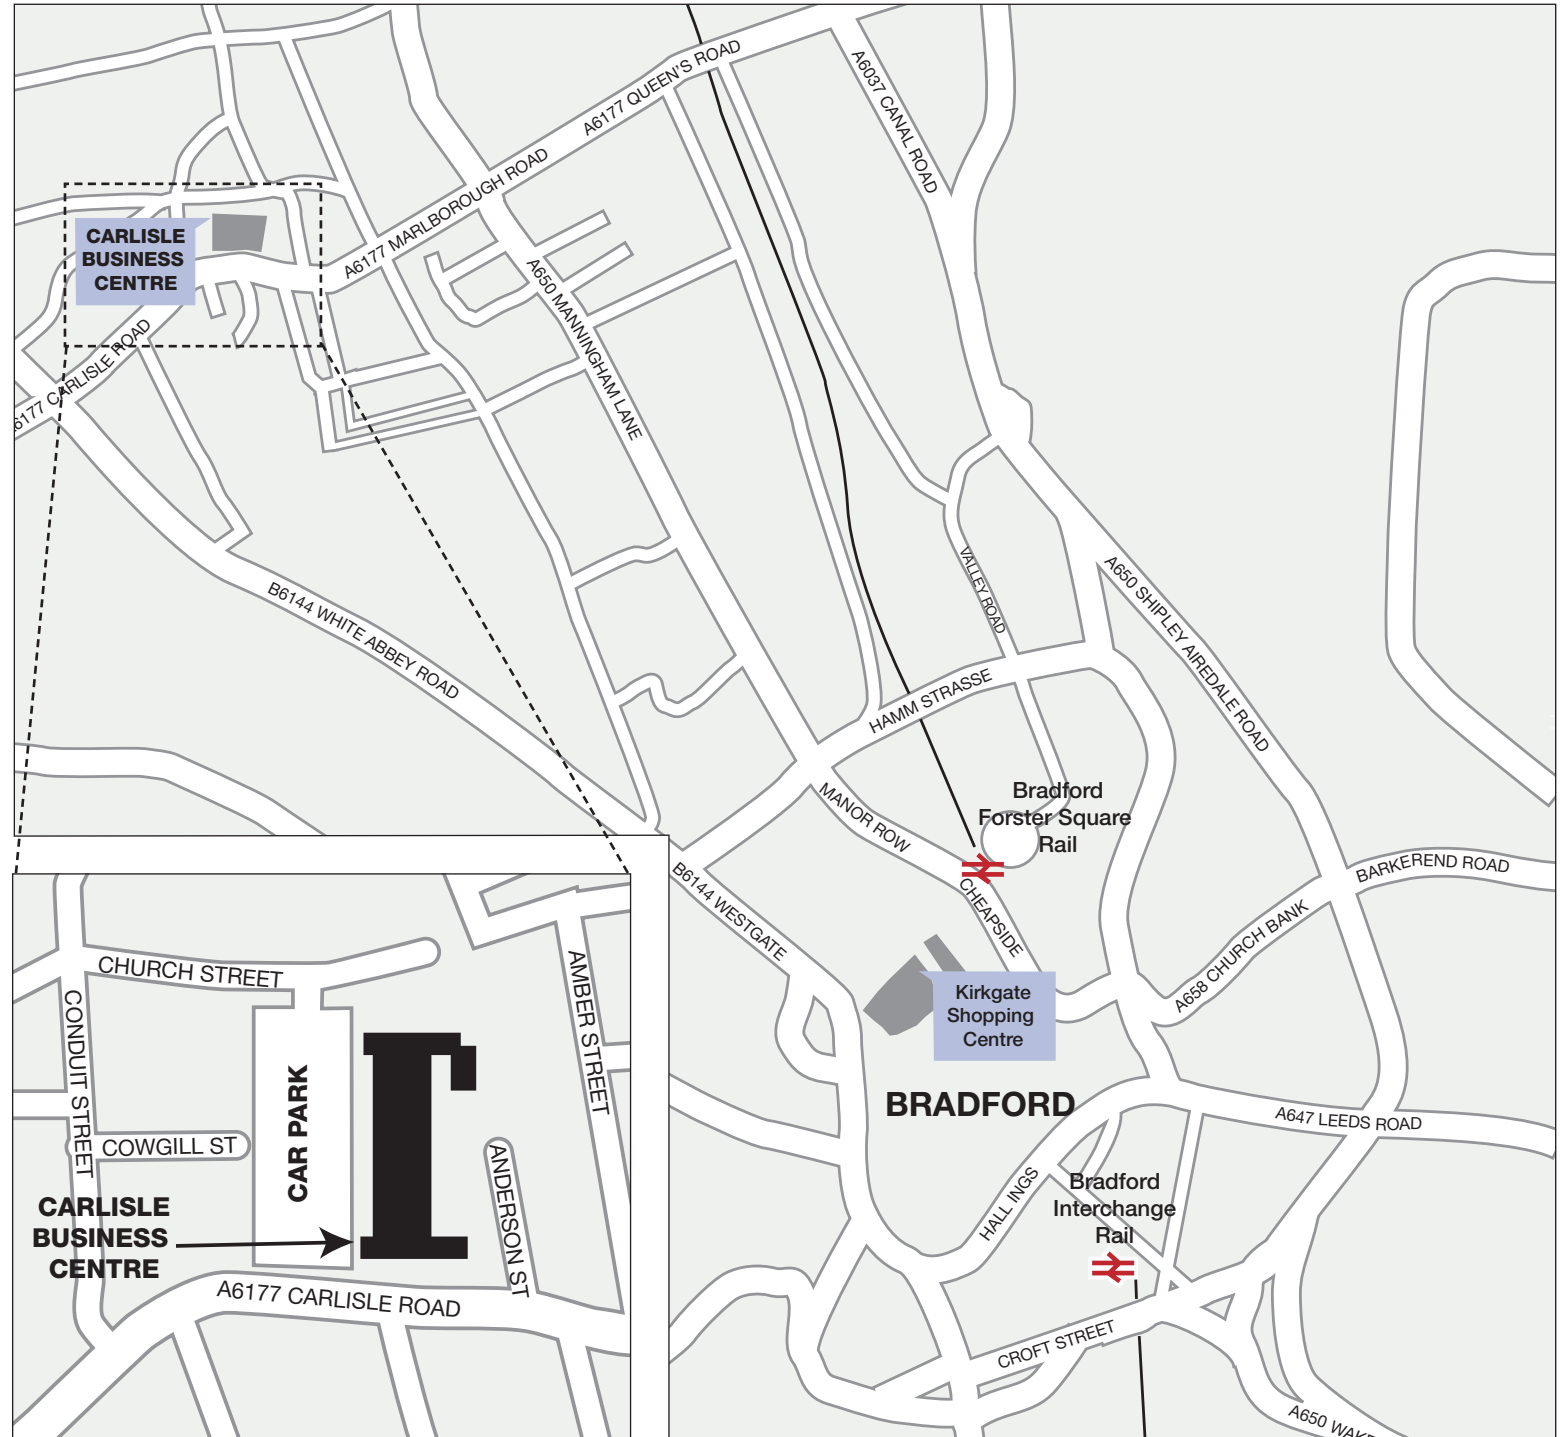 A6177 QUEEN'S ROAD
A6037 CANAL ROAD
A6177 MARLBOROUGH ROAD
CARLISLE
BUSINESS
CENTRE
A650 MANNINGHAM LANE
6177 CARLISLE ROAD
VALLEY ROAD
A650 SHIPLEY AIREDALE ROAD
B6144 WHITE ABBEY ROAD
HAMM STRASSE
MANOR ROW
Bradford
Forster Square
Rail
BARKEREND ROAD
B6144 WESTGATE
CHEAPSIDE
A658 CHURCH BANK
Kirkgate
Shopping
Centre
BRADFORD
A647 LEEDS ROAD
HALL INGS
Bradford
Interchange
Rail
CROFT STREET
A650 WAKE
CHURCH STREET
CONDUIT STREET
AMBER STREET
CAR PARK
COWGILL ST
ANDERSON ST
CARLISLE
BUSINESS
CENTRE
A6177 CARLISLE ROAD